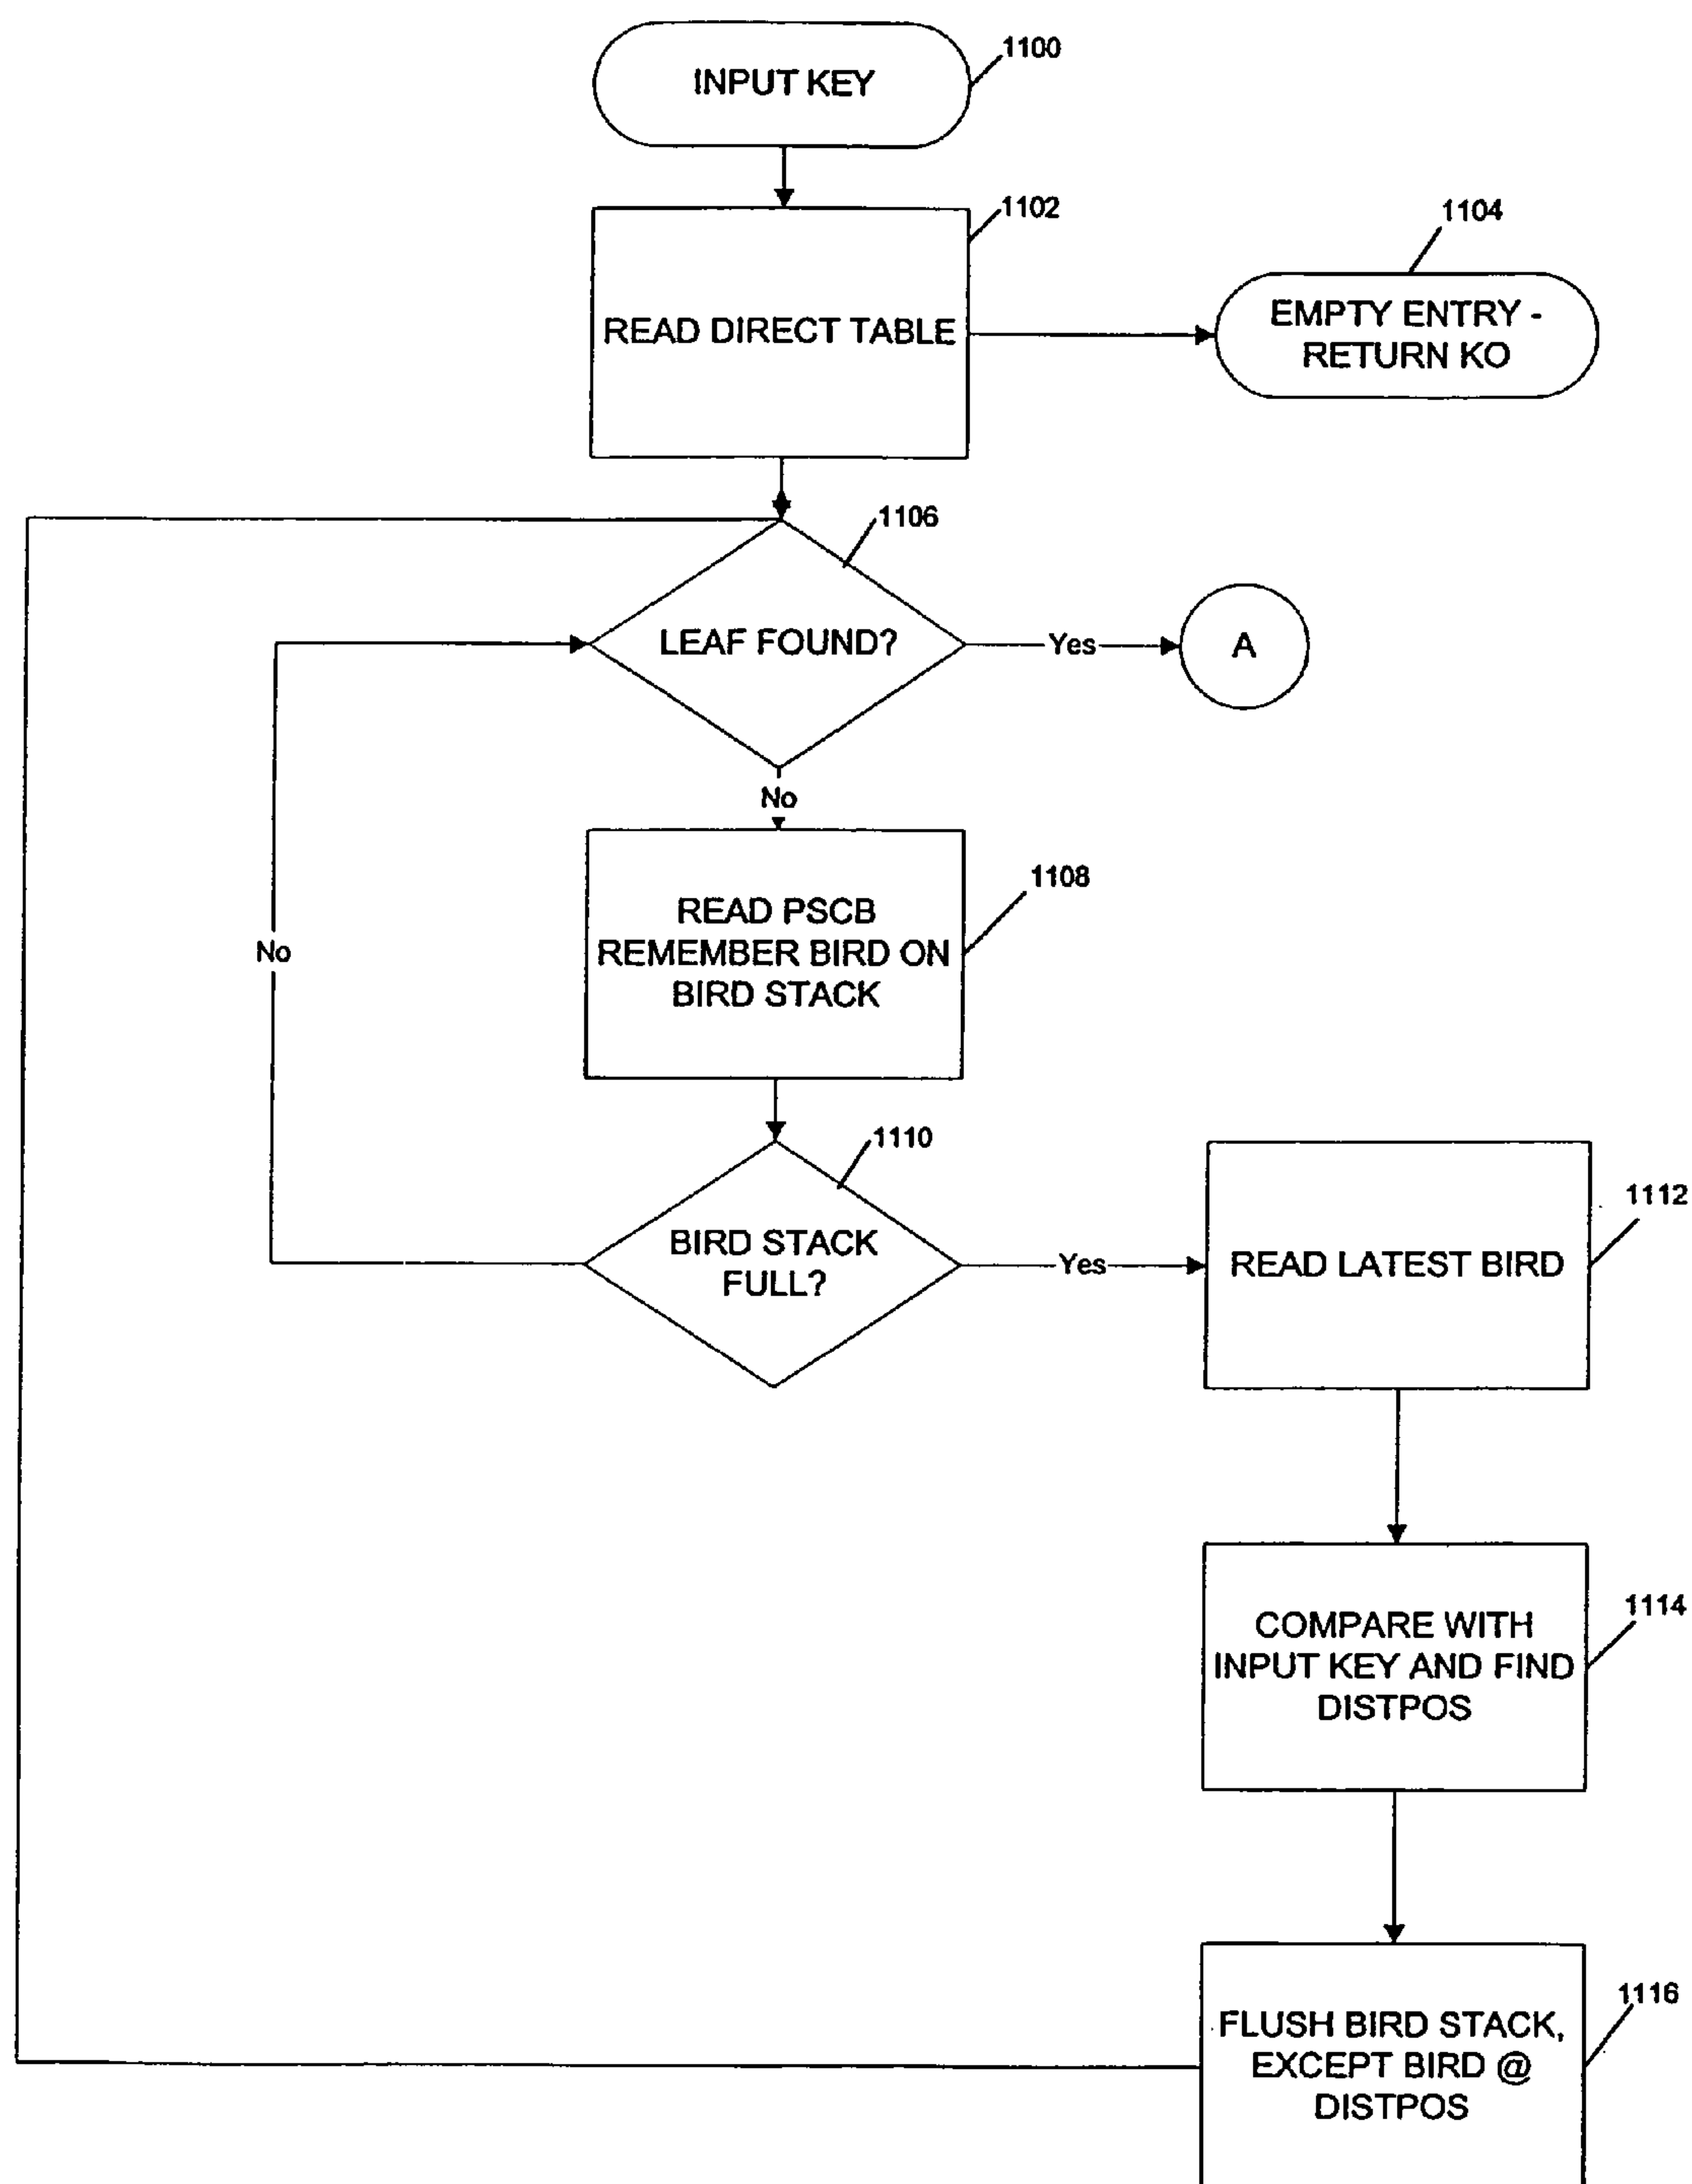 1100
INPUT KEY
1102
READ DIRECT TABLE
1104
EMPTY ENTRY -
RETURN KO
1106
LEAF FOUND?
Yes
A
No
1108
READ PSCB
REMEMBER BIRD ON
BIRD STACK
No
1110
BIRD STACK
FULL?
Yes
1112
READ LATEST BIRD
1114
COMPARE WITH
INPUT KEY AND FIND
DISTPOS
1116
FLUSH BIRD STACK,
EXCEPT BIRD @
DISTPOS